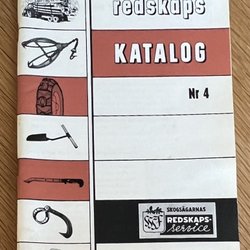 redskaps
KATALOG
Nr 4
SKOGSÄGARNAS
REDSKAPS-
service